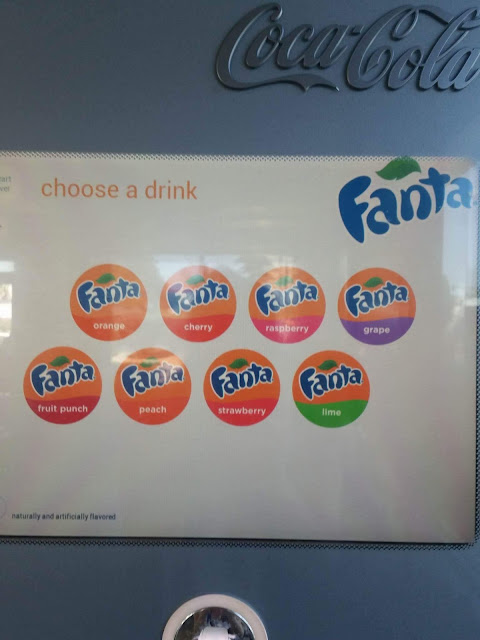 Coca-Cola
choose a drink
Fanta
Fanta
orange
Fanta
cherry
Fanta
raspberry
Fanta
grape
Fanta
fruit punch
Fanta
peach
Fanta
strawberry
Fanta
lime
naturally and artificially flavored